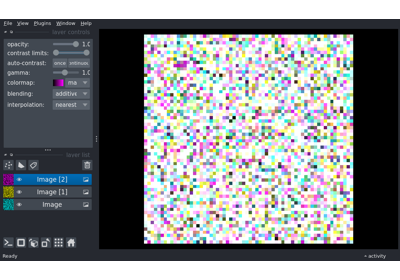 File View Plugins Window Help
layer controls
opacity: 1.0
contrast limits:
auto-contrast: once
gamma: 1.0
colormap: ma
blending: additive
interpolation: nearest
layer list
Image [2]
Image [1]
Image
Ready activity